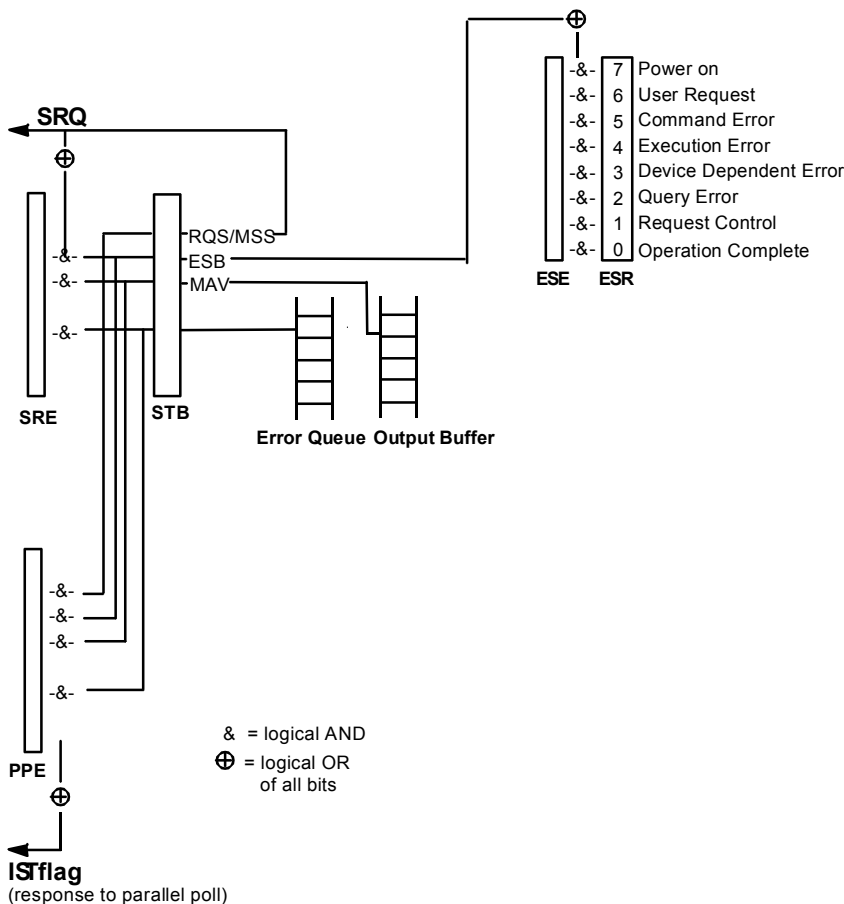 -&- 7 Power on
-&- 6 User Request
-&- 5 Command Error
-&- 4 Execution Error
-&- 3 Device Dependent Error
-&- 2 Query Error
-&- 1 Request Control
-&- 0 Operation Complete
ESE ESR
SRQ
RQS/MSS
-&- ESB
-&- MAV
-&-
SRE STB
Error Queue Output Buffer
-&-
-&-
-&-
-&-
PPE
& = logical AND
⊕ = logical OR
of all bits
ISTflag
(response to parallel poll)